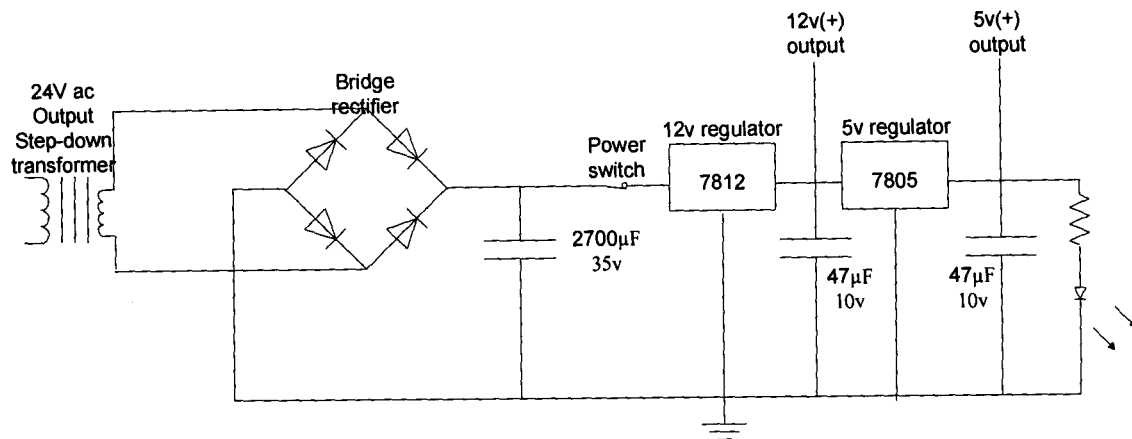 24V ac
Output
Step-down
transformer
Bridge
rectifier
Power
switch
12v regulator
7812
12v(+)
output
5v regulator
7805
5v(+)
output
2700µF
35v
47µF
10v
47µF
10v